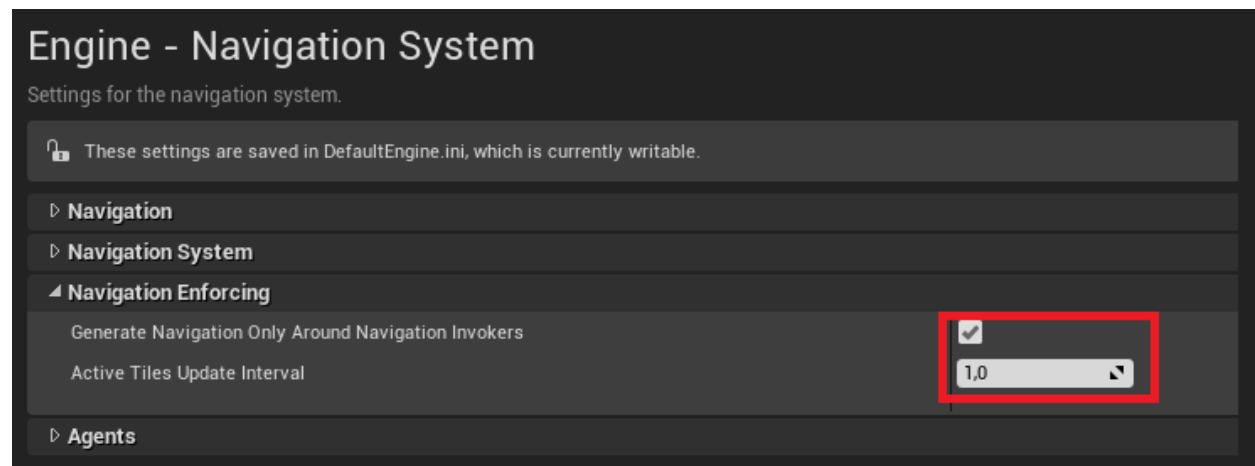 Engine - Navigation System
Settings for the navigation system.
These settings are saved in DefaultEngine.ini, which is currently writable.
Navigation
Navigation System
Navigation Enforcing
Generate Navigation Only Around Navigation Invokers
Active Tiles Update Interval 1,0
Agents